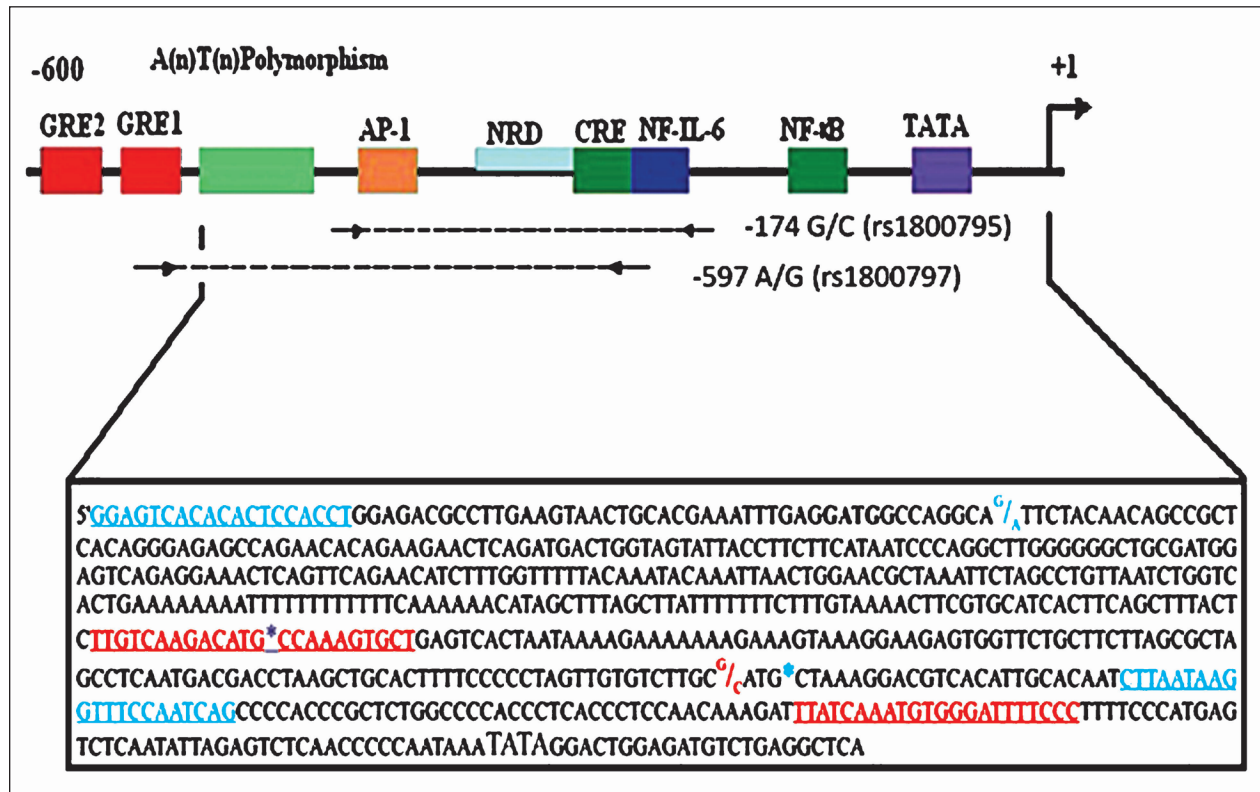 A(n)T(n)Polymorphism
-600
+1
GRE2 GRE1 AP-1 NRD CRE NF-IL-6 NF-κB TATA
-174 G/C (rs1800795)
-597 A/G (rs1800797)
5'GGAGTCACACACTCCACCTGGAGACGCCTTGAAGTAACTGCACGAAATTTGAGGATGGCCAGGCAG/ATTCTACAACAGCCGCT
CACAGGGAGAGCCAGAACACAGAAGAACTCAGATGACTGGTAGTATTACCTTCTTCATAATCCCAGGCTTGGGGGGCTGCGATGG
AGTCAGAGGAAACTCAGTTCAGAACATCTTTGGTTTTTACAAATACAAATTAACTGGAACGCTAAATTCTAGCCTGTTAATCTGGTC
ACTGAAAAAAAATTTTTTTTTTTTCAAAAAACATAGCTTTAGCTTATTTTTTTCTTTGTAAAACTTCGTGCATCACTTCAGCTTTACT
CTTGTCAAGACATG*CCAAAGTGCTGAGTCACTAATAAAAGAAAAAAAGAAAGTAAAGGAAGAGTGGTTCTGCTTCTTAGCGCTA
GCCTCAATGACGACCTAAGCTGCACTTTTCCCCCTAGTTGTGTCTTGCG/CATG*CTAAAGGACGTCACATTGCACAATCTTAATAAG
GTTTCCAATCAGCCCCACCCGCTCTGGCCCCACCCTCACCCTCCAACAAAGATTTATCAAATGTGGGATTTTCCCTTTTCCCATGAG
TCTCAATATTAGAGTCTCAACCCCCAATAAATATAGGACTGGAGATGTCTGAGGCTCA